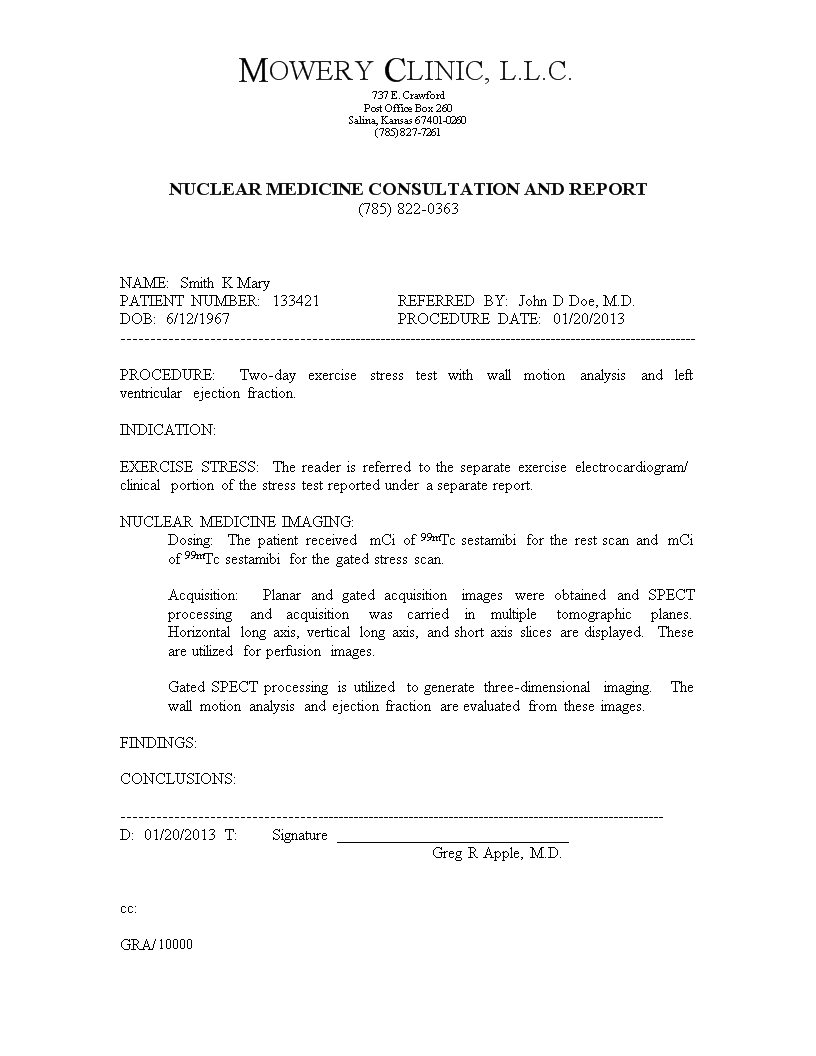 MOWERY CLINIC, L.L.C.
737 E. Crawford
Post Office Box 260
Salina, Kansas 67401-0260
(785)827-7261
NUCLEAR MEDICINE CONSULTATION AND REPORT
(785) 822-0363
NAME: Smith K Mary
PATIENT NUMBER: 133421 REFERRED BY: John D Doe, M.D.
DOB: 6/12/1967 PROCEDURE DATE: 01/20/2013
PROCEDURE: Two-day exercise stress test with wall motion analysis and left
ventricular ejection fraction.
INDICATION:
EXERCISE STRESS: The reader is referred to the separate exercise electrocardiogram/
clinical portion of the stress test reported under a separate report.
NUCLEAR MEDICINE IMAGING:
Dosing: The patient received mCi of 99mTc sestamibi for the rest scan and mCi
of 99mTc sestamibi for the gated stress scan.
Acquisition: Planar and gated acquisition images were obtained and SPECT
processing and acquisition was carried in multiple tomographic planes.
Horizontal long axis, vertical long axis, and short axis slices are displayed. These
are utilized for perfusion images.
Gated SPECT processing is utilized to generate three-dimensional imaging. The
wall motion analysis and ejection fraction are evaluated from these images.
FINDINGS:
CONCLUSIONS:
D: 01/20/2013 T: Signature
Greg R Apple, M.D.
cc:
GRA/10000